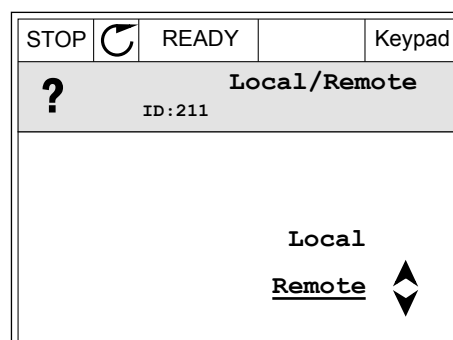 STOP READY Keypad
? Local/Remote
ID:211
Local
Remote